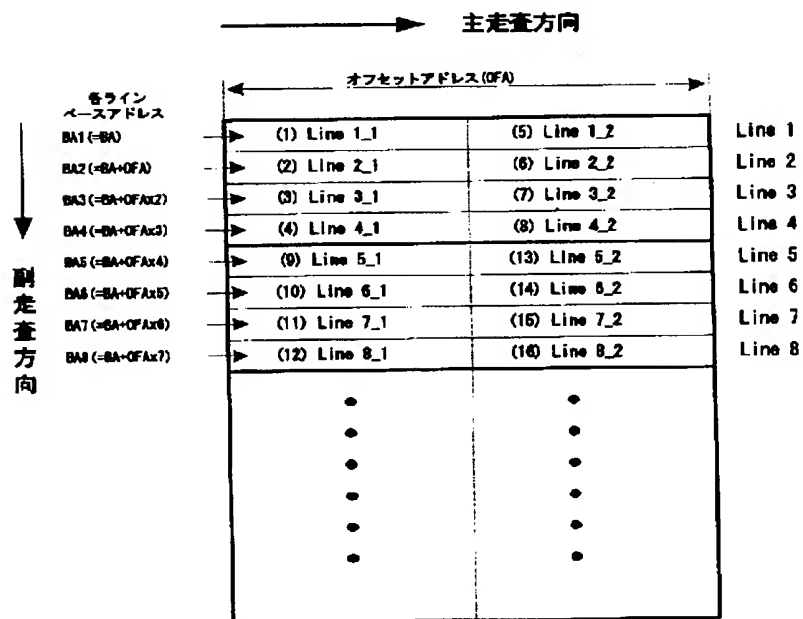 主走査方向
オフセットアドレス(OFA)
各ライン
ベースアドレス
BA1(=BA) (1) Line 1_1 (5) Line 1_2 Line 1
BA2(=BA+OFA) (2) Line 2_1 (6) Line 2_2 Line 2
BA3(=BA+OFAx2) (3) Line 3_1 (7) Line 3_2 Line 3
BA4(=BA+OFAx3) (4) Line 4_1 (8) Line 4_2 Line 4
BA5(=BA+OFAx4) (9) Line 5_1 (13) Line 5_2 Line 5
BA6(=BA+OFAx5) (10) Line 6_1 (14) Line 6_2 Line 6
BA7(=BA+OFAx6) (11) Line 7_1 (15) Line 7_2 Line 7
BA8(=BA+OFAx7) (12) Line 8_1 (16) Line 8_2 Line 8
副走査方向